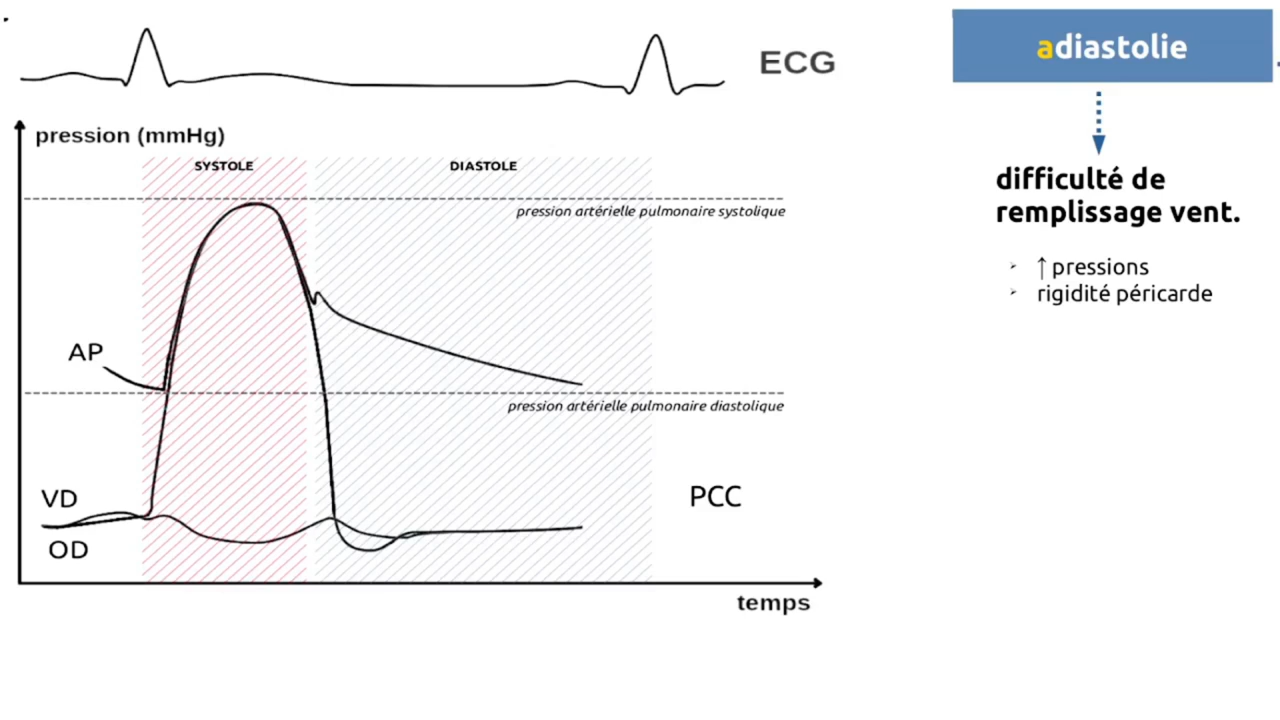 ECG
adiastolie
pression (mmHg)
SYSTOLE
DIASTOLE
difficulté de
remplissage vent.
pression artérielle pulmonaire systolique
↑ pressions
rigidité péricarde
AP
pression artérielle pulmonaire diastolique
VD
PCC
OD
temps